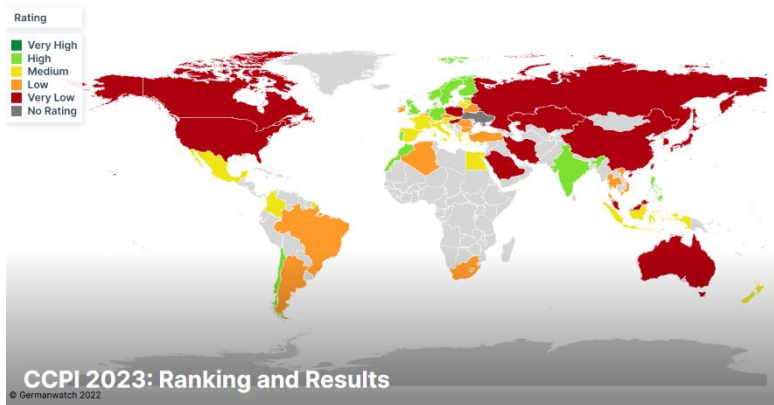 Rating
Very High
High
Medium
Low
Very Low
No Rating
CCPI 2023: Ranking and Results
© Germanwatch 2022